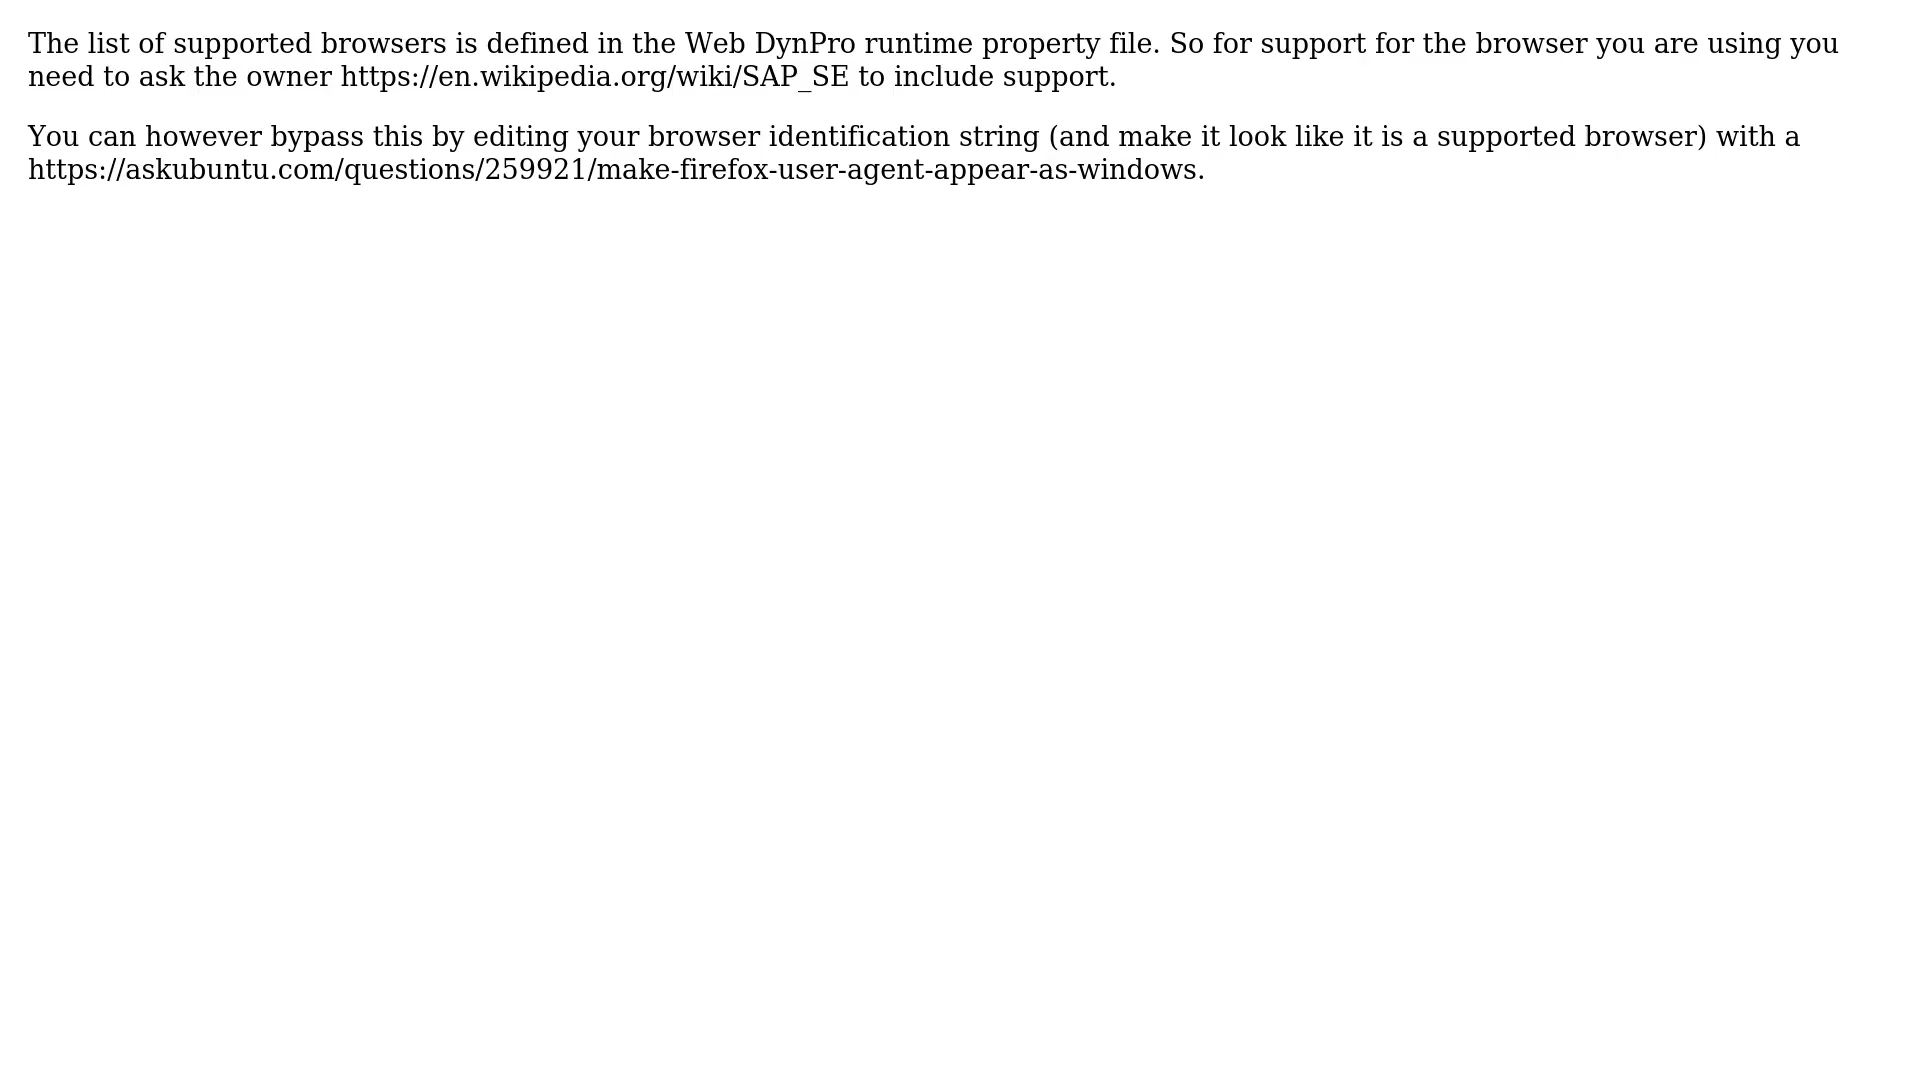 The list of supported browsers is defined in the Web DynPro runtime property file. So for support for the browser you are using you
need to ask the owner https://en.wikipedia.org/wiki/SAP_SE to include support.
You can however bypass this by editing your browser identification string (and make it look like it is a supported browser) with a
https://askubuntu.com/questions/259921/make-firefox-user-agent-appear-as-windows.